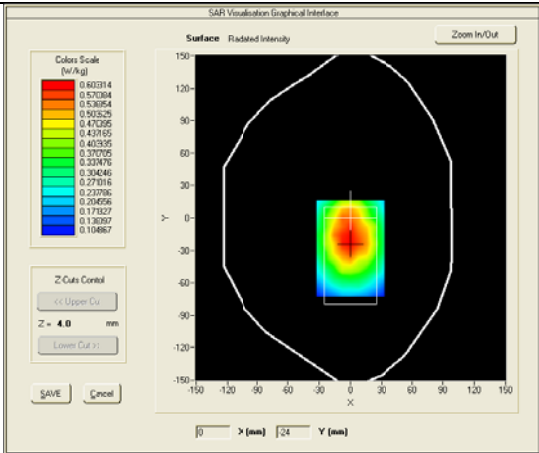 SAR Visualisation Graphical Interface
Surface Radiated Intensity
Zoom In/Out
Colors Scale
(W/kg)
0.603314
0.570084
0.536854
0.503625
0.470395
0.437165
0.403935
0.370705
0.337476
0.304246
0.271016
0.237786
0.204556
0.171327
0.138097
0.104867
Z-Cuts Contol
<< Upper Cu
Z = 4.0 mm
Lower Cut >>
SAVE
Cancel
150
120
90
60
30
0
-30
-60
-90
-120
-150
Y
-150 -120 -90 -60 -30 0 30 60 90 120 150
X
0 X (mm) -24 Y (mm)